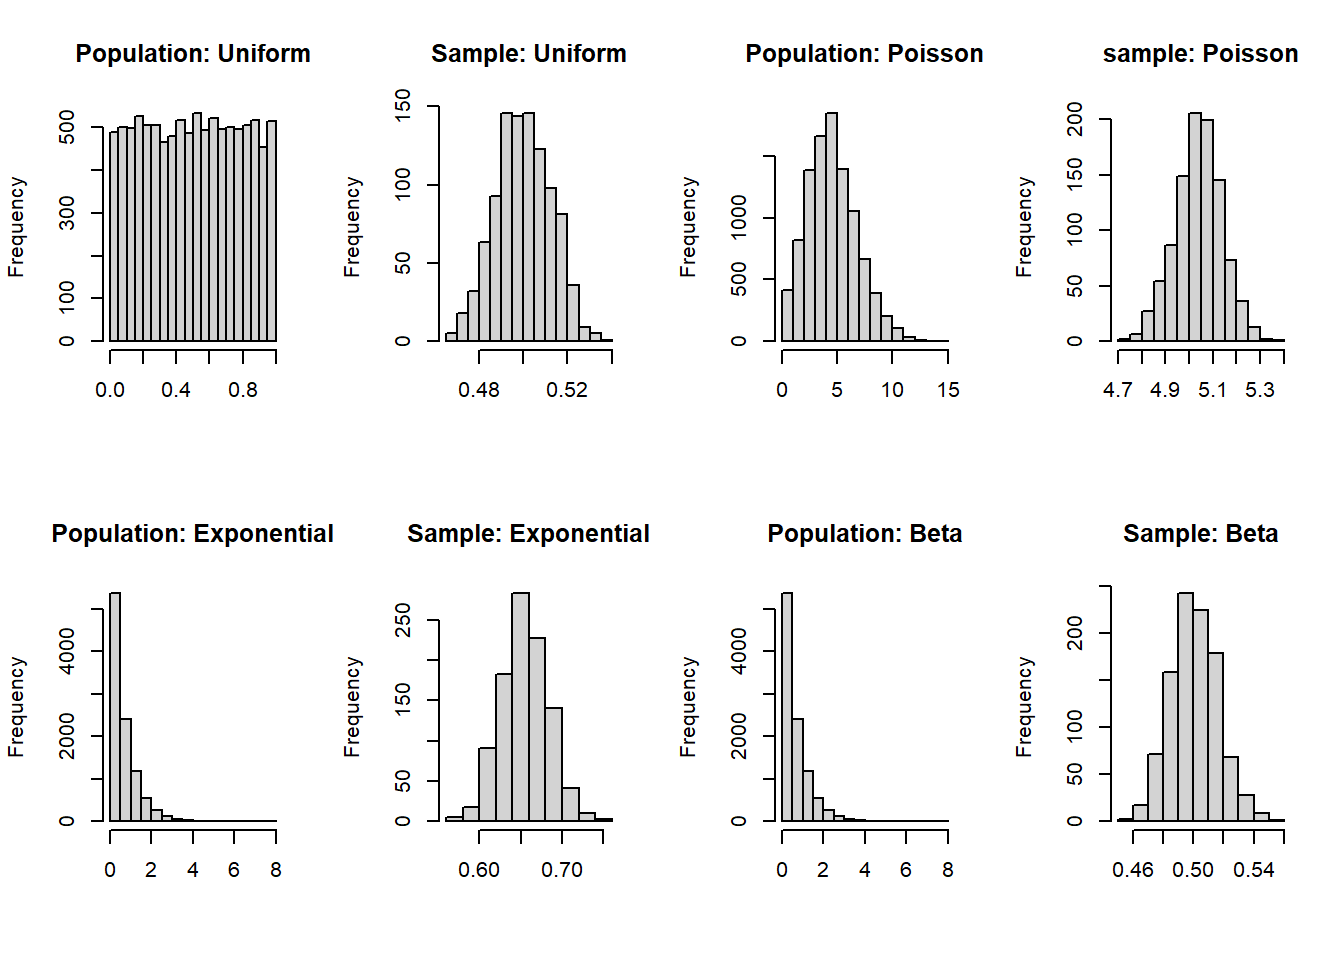 Population: Uniform
Frequency
0 100 300 500
0.0 0.4 0.8
Sample: Uniform
Frequency
0 50 100 150
0.48 0.52
Population: Poisson
Frequency
0 500 1000
0 5 10 15
sample: Poisson
Frequency
0 50 100 150 200
4.7 4.9 5.1 5.3
Population: Exponential
Frequency
0 2000 4000
0 2 4 6 8
Sample: Exponential
Frequency
0 50 150 250
0.60 0.70
Population: Beta
Frequency
0 2000 4000
0 2 4 6 8
Sample: Beta
Frequency
0 100 200
0.46 0.50 0.54